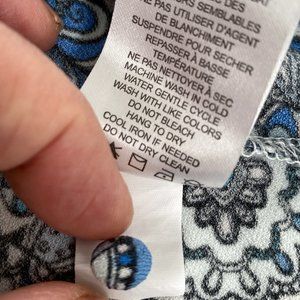 SEMBLABLES
NE PAS UTILISER D'AGENT
DE BLANCHIMENT
SUSPENDRE POUR SECHER
REPASSER À BASSE
TEMPÉRATURE
NE PAS NETTOYER À SEC
MACHINE WASH IN COLD
WATER GENTLE CYCLE
WASH WITH LIKE COLORS
DO NOT BLEACH
HANG TO DRY
COOL IRON IF NEEDED
DO NOT DRY CLEAN